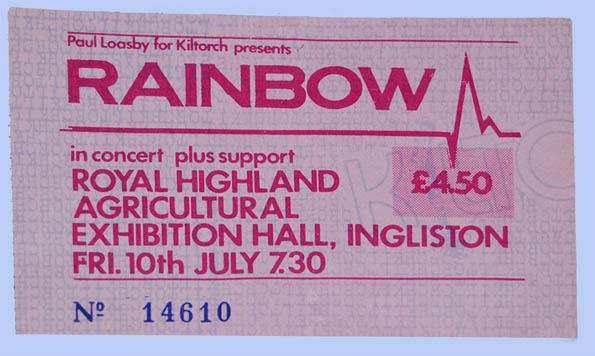 Paul Loasby for Kiltorch presents
RAINBOW
in concert plus support
£4.50
ROYAL HIGHLAND
AGRICULTURAL
EXHIBITION HALL, INGLISTON
FRI. 10th JULY 7.30
Nº 14610